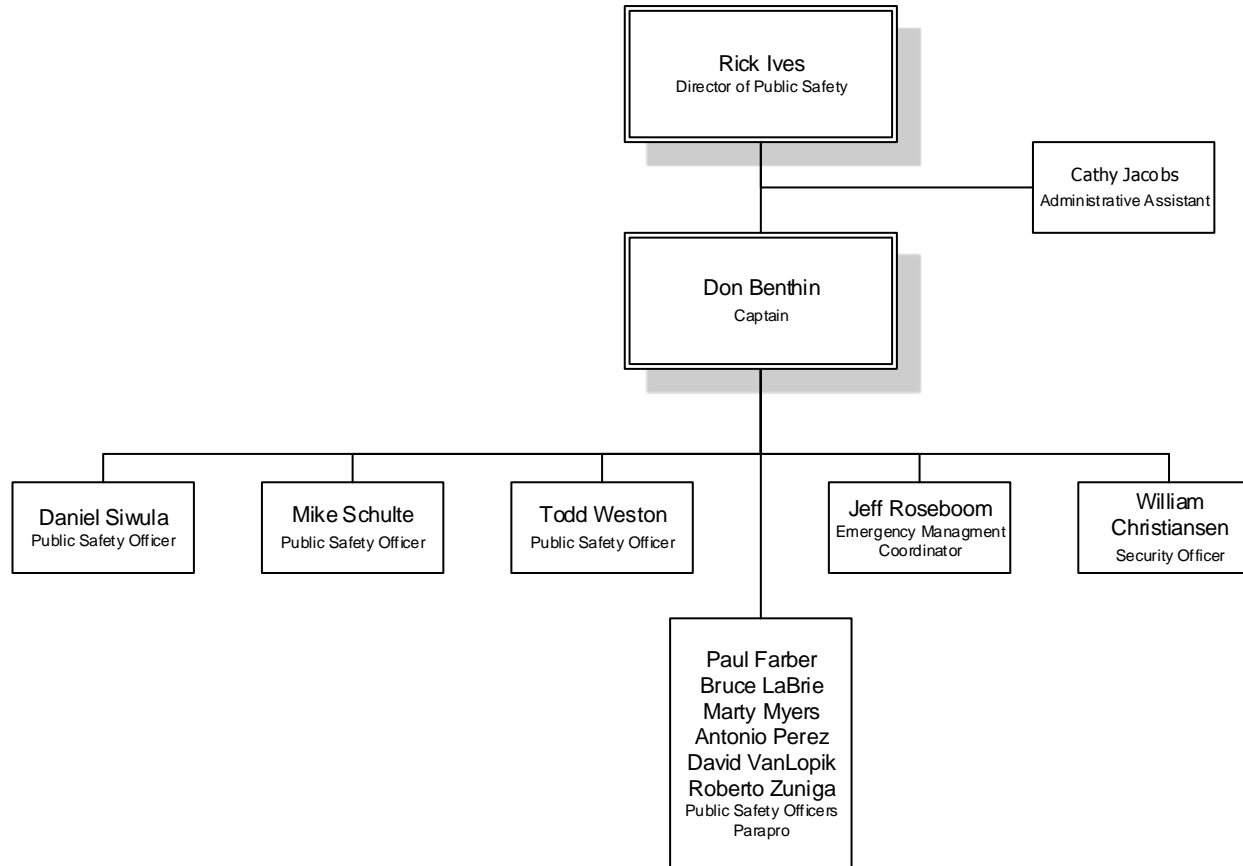 Rick Ives
Director of Public Safety
Cathy Jacobs
Administrative Assistant
Don Benthin
Captain
Daniel Siwula
Public Safety Officer
Mike Schulte
Public Safety Officer
Todd Weston
Public Safety Officer
Jeff Roseboom
Emergency Managment
Coordinator
William
Christiansen
Security Officer
Paul Farber
Bruce LaBrie
Marty Myers
Antonio Perez
David VanLopik
Roberto Zuniga
Public Safety Officers
Parapro